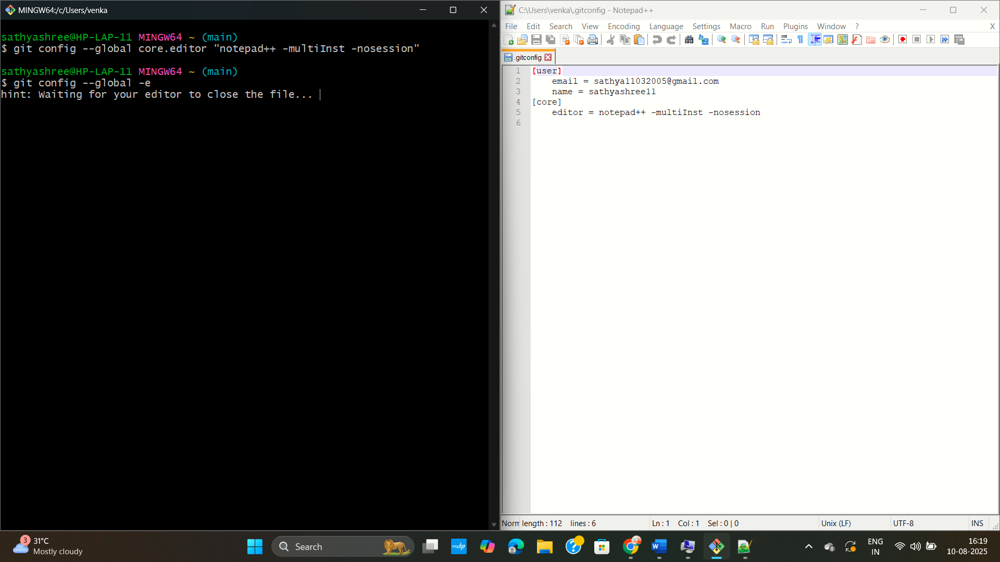 MINGW64:/c/Users/venka
sathyashree@HP-LAP-11 MINGW64 ~ (main)
$ git config --global core.editor "notepad++ -multiInst -nosession"
sathyashree@HP-LAP-11 MINGW64 ~ (main)
$ git config --global -e
hint: Waiting for your editor to close the file...
C:\Users\venka\.gitconfig - Notepad++
File Edit Search View Encoding Language Settings Macro Run Plugins Window ? X
.gitconfig
1 [user]
2 email = sathya11032005@gmail.com
3 name = sathyashree11
4 [core]
5 editor = notepad++ -multiInst -nosession
6
Norm length : 112 lines : 6 Ln : 1 Col : 1 Sel : 0 | 0 Unix (LF) UTF-8 INS
3
31°C
Mostly cloudy
Search
myhp
W
ENG
IN
16:19
10-08-2025